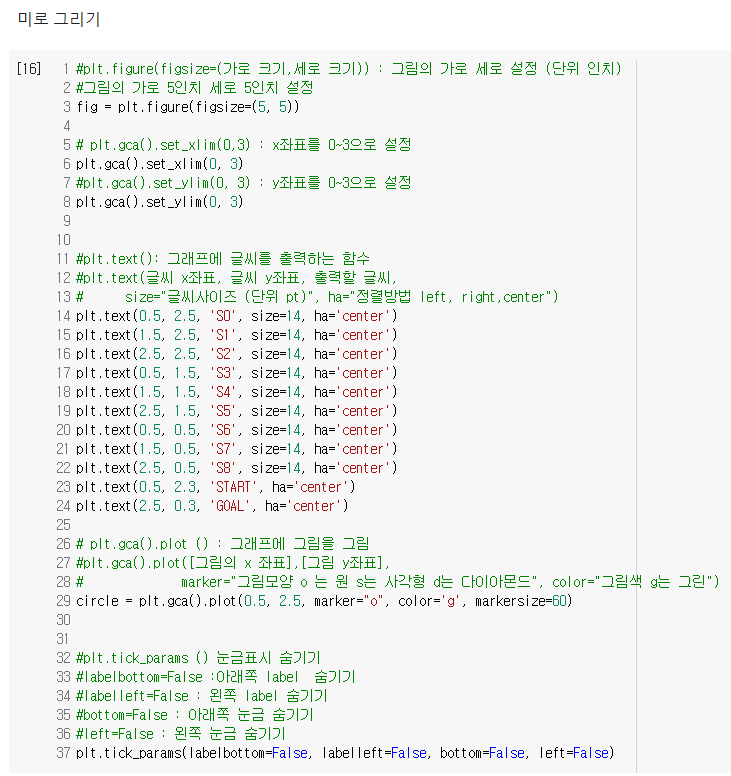 미로 그리기
[16] 1 #plt.figure(figsize=(가로 크기,세로 크기)) : 그림의 가로 세로 설정 (단위 인치)
2 #그림의 가로 5인치 세로 5인치 설정
3 fig = plt.figure(figsize=(5, 5))
4
5 # plt.gca().set_xlim(0,3) : x좌표를 0~3으로 설정
6 plt.gca().set_xlim(0, 3)
7 #plt.gca().set_ylim(0, 3) : y좌표를 0~3으로 설정
8 plt.gca().set_ylim(0, 3)
9
10
11 #plt.text(): 그래프에 글씨를 출력하는 함수
12 #plt.text(글씨 x좌표, 글씨 y좌표, 출력할 글씨,
13 #     size="글씨사이즈 (단위 pt)", ha="정렬방법 left, right,center")
14 plt.text(0.5, 2.5, 'S0', size=14, ha='center')
15 plt.text(1.5, 2.5, 'S1', size=14, ha='center')
16 plt.text(2.5, 2.5, 'S2', size=14, ha='center')
17 plt.text(0.5, 1.5, 'S3', size=14, ha='center')
18 plt.text(1.5, 1.5, 'S4', size=14, ha='center')
19 plt.text(2.5, 1.5, 'S5', size=14, ha='center')
20 plt.text(0.5, 0.5, 'S6', size=14, ha='center')
21 plt.text(1.5, 0.5, 'S7', size=14, ha='center')
22 plt.text(2.5, 0.5, 'S8', size=14, ha='center')
23 plt.text(0.5, 2.3, 'START', ha='center')
24 plt.text(2.5, 0.3, 'GOAL', ha='center')
25
26 # plt.gca().plot () : 그래프에 그림을 그림
27 #plt.gca().plot([그림의 x 좌표],[그림 y좌표],
28 #             marker="그림모양 o 는 원 s는 사각형 d는 다이아몬드", color="그림색 g는 그린")
29 circle = plt.gca().plot(0.5, 2.5, marker="o", color='g', markersize=60)
30
31
32 #plt.tick_params () 눈금표시 숨기기
33 #labelbottom=False :아래쪽 label  숨기기
34 #labelleft=False : 왼쪽 label 숨기기
35 #bottom=False : 아래쪽 눈금 숨기기
36 #left=False : 왼쪽 눈금 숨기기
37 plt.tick_params(labelbottom=False, labelleft=False, bottom=False, left=False)